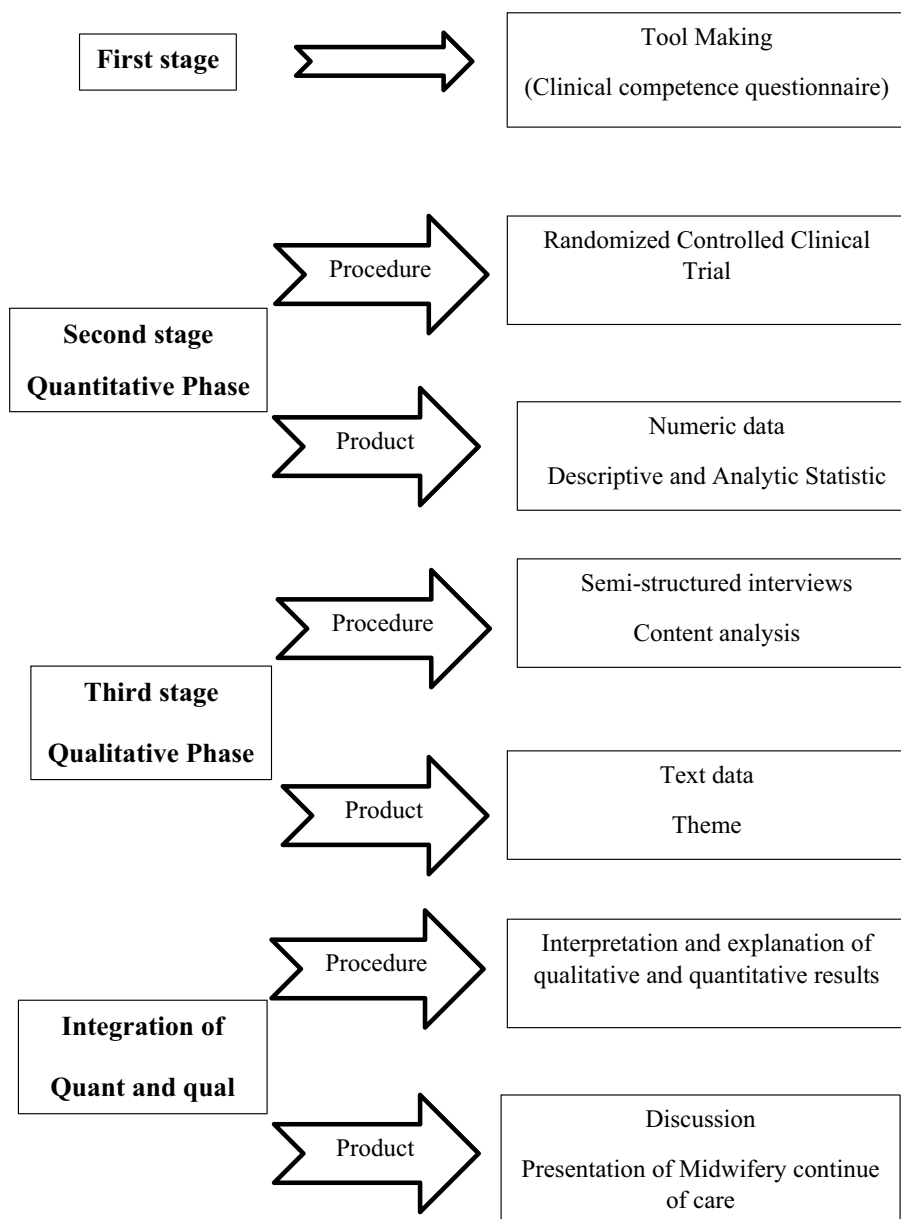 First stage
Tool Making
(Clinical competence questionnaire)
Procedure
Randomized Controlled Clinical
Trial
Second stage
Quantitative Phase
Product
Numeric data
Descriptive and Analytic Statistic
Procedure
Semi-structured interviews
Content analysis
Third stage
Qualitative Phase
Product
Text data
Theme
Procedure
Interpretation and explanation of
qualitative and quantitative results
Integration of
Quant and qual
Product
Discussion
Presentation of Midwifery continue
of care